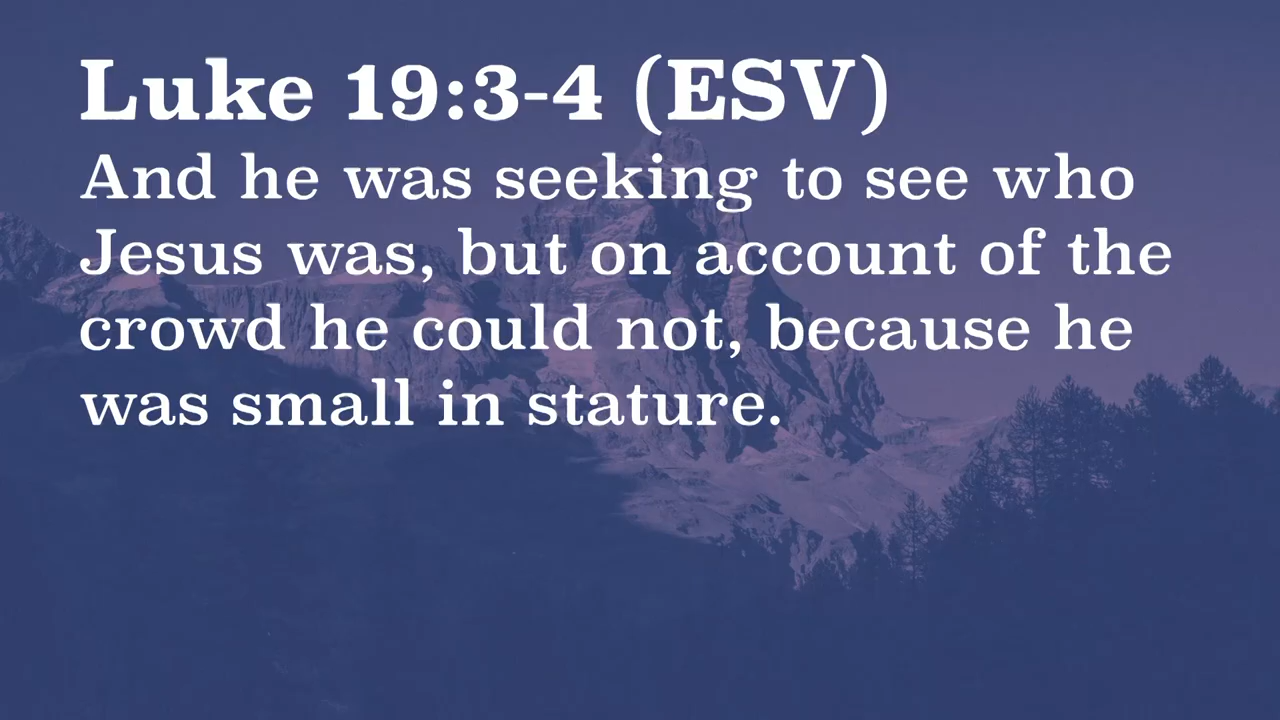 Luke 19:3-4 (ESV)
And he was seeking to see who
Jesus was, but on account of the
crowd he could not, because he
was small in stature.